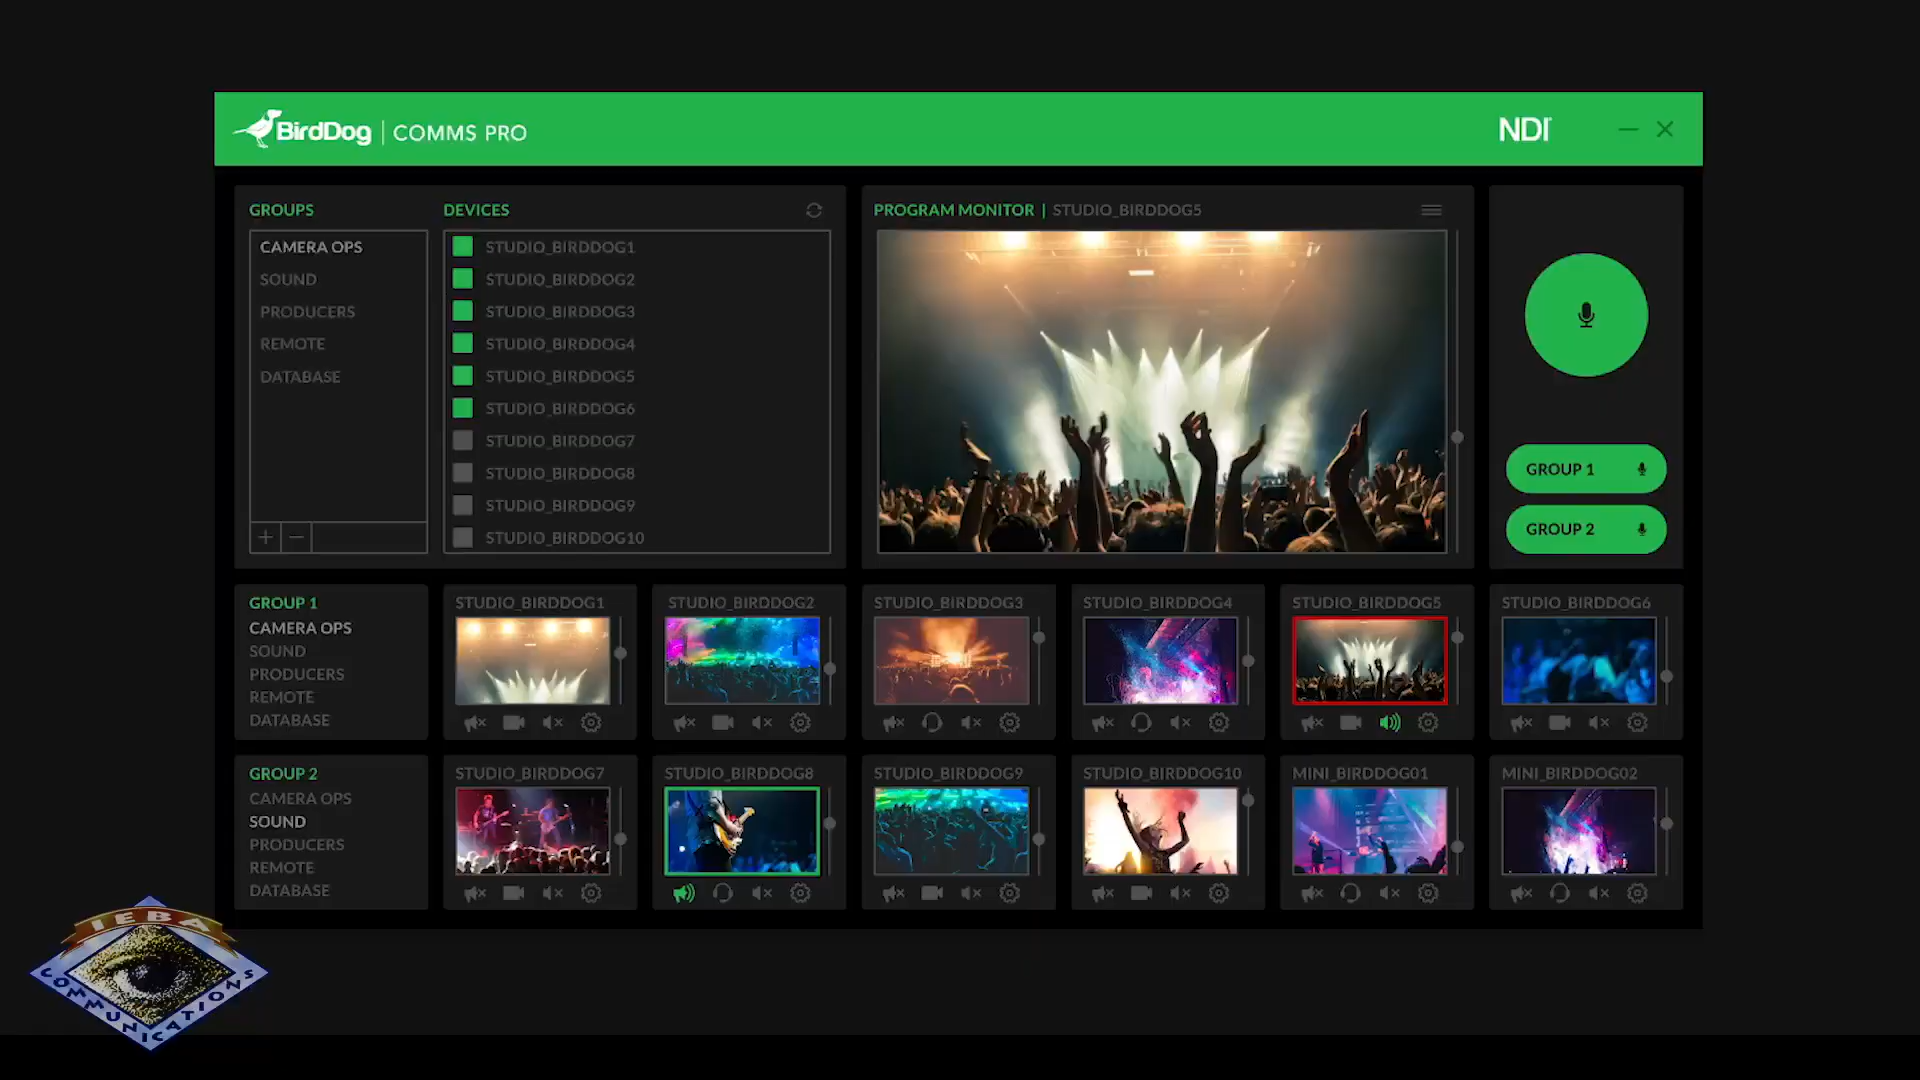 BirdDog | COMMS PRO
NDI
GROUPS
CAMERA OPS
SOUND
PRODUCERS
REMOTE
DATABASE
DEVICES
STUDIO_BIRDDOG1
STUDIO_BIRDDOG2
STUDIO_BIRDDOG3
STUDIO_BIRDDOG4
STUDIO_BIRDDOG5
STUDIO_BIRDDOG6
STUDIO_BIRDDOG7
STUDIO_BIRDDOG8
STUDIO_BIRDDOG9
STUDIO_BIRDDOG10
PROGRAM MONITOR | STUDIO_BIRDDOG5
GROUP 1
GROUP 2
GROUP 1
CAMERA OPS
SOUND
PRODUCERS
REMOTE
DATABASE
STUDIO_BIRDDOG1
STUDIO_BIRDDOG2
STUDIO_BIRDDOG3
STUDIO_BIRDDOG4
STUDIO_BIRDDOG5
STUDIO_BIRDDOG6
GROUP 2
CAMERA OPS
SOUND
PRODUCERS
REMOTE
DATABASE
STUDIO_BIRDDOG7
STUDIO_BIRDDOG8
STUDIO_BIRDDOG9
STUDIO_BIRDDOG10
MINI_BIRDDOG01
MINI_BIRDDOG02
IEBA
COMMUNICATIONS